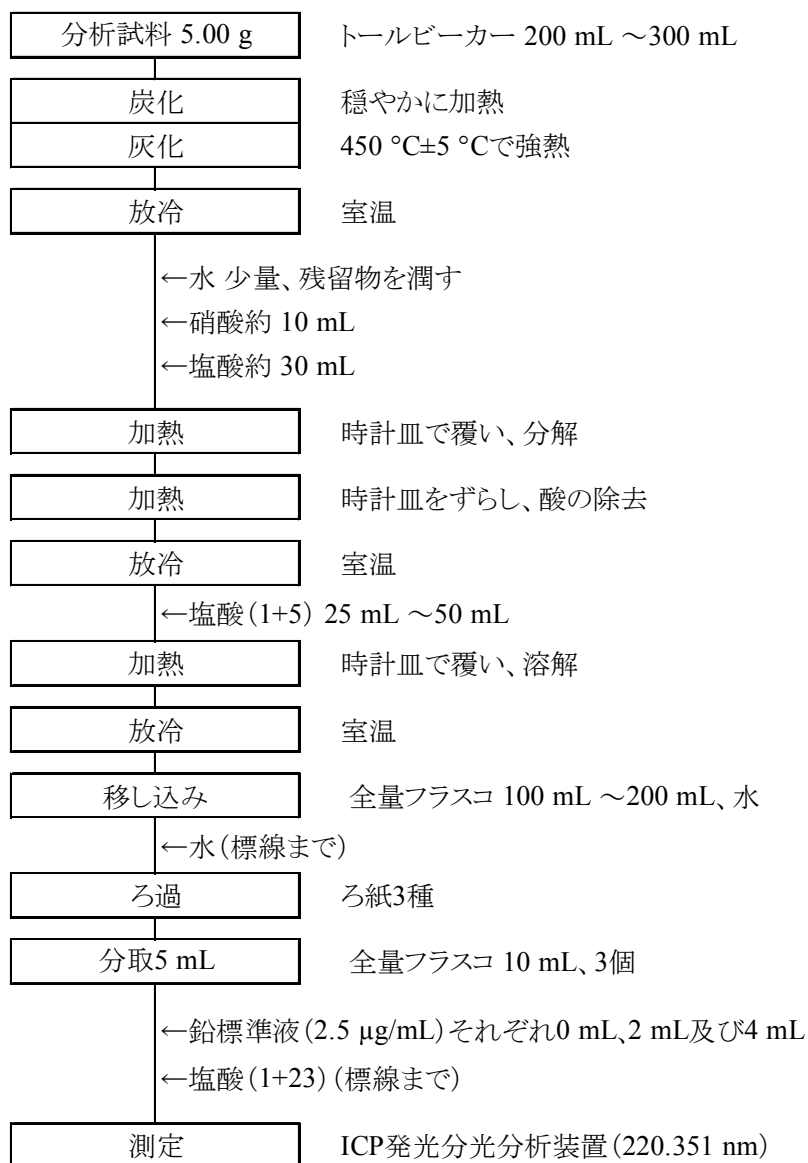 分析試料 5.00 g トールビーカー 200 mL ～300 mL
炭化 穏やかに加熱
灰化 450 °C±5 °Cで強熱
放冷 室温
←水 少量、残留物を潤す
←硝酸約 10 mL
←塩酸約 30 mL
加熱 時計皿で覆い、分解
加熱 時計皿をずらし、酸の除去
放冷 室温
←塩酸(1+5) 25 mL ～50 mL
加熱 時計皿で覆い、溶解
放冷 室温
移し込み 全量フラスコ 100 mL ～200 mL、水
←水(標線まで)
ろ過 ろ紙3種
分取5 mL 全量フラスコ 10 mL、3個
←鉛標準液(2.5 µg/mL)それぞれ0 mL、2 mL及び4 mL
←塩酸(1+23)(標線まで)
測定 ICP発光分光分析装置(220.351 nm)